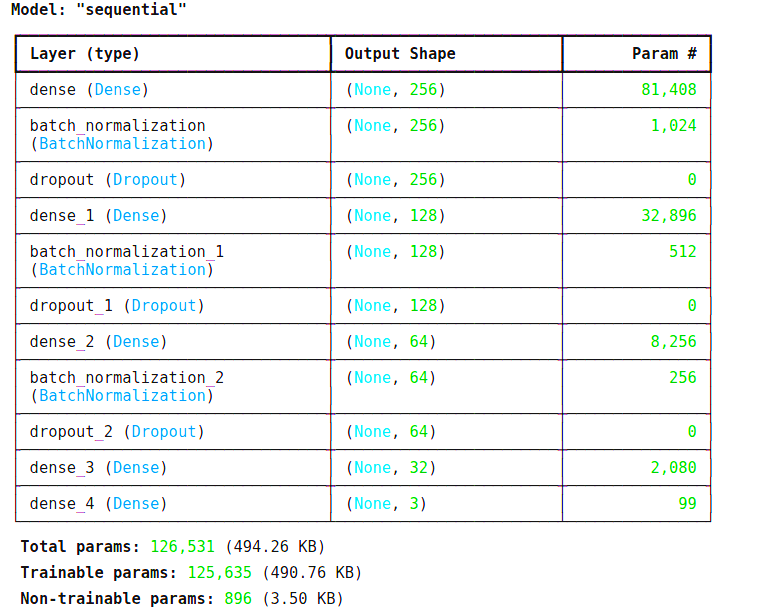 Model: "sequential"
Layer (type) Output Shape Param #
dense (Dense) (None, 256) 81,408
batch_normalization (None, 256) 1,024
(BatchNormalization)
dropout (Dropout) (None, 256) 0
dense_1 (Dense) (None, 128) 32,896
batch_normalization_1 (None, 128) 512
(BatchNormalization)
dropout_1 (Dropout) (None, 128) 0
dense_2 (Dense) (None, 64) 8,256
batch_normalization_2 (None, 64) 256
(BatchNormalization)
dropout_2 (Dropout) (None, 64) 0
dense_3 (Dense) (None, 32) 2,080
dense_4 (Dense) (None, 3) 99
Total params: 126,531 (494.26 KB)
Trainable params: 125,635 (490.76 KB)
Non-trainable params: 896 (3.50 KB)